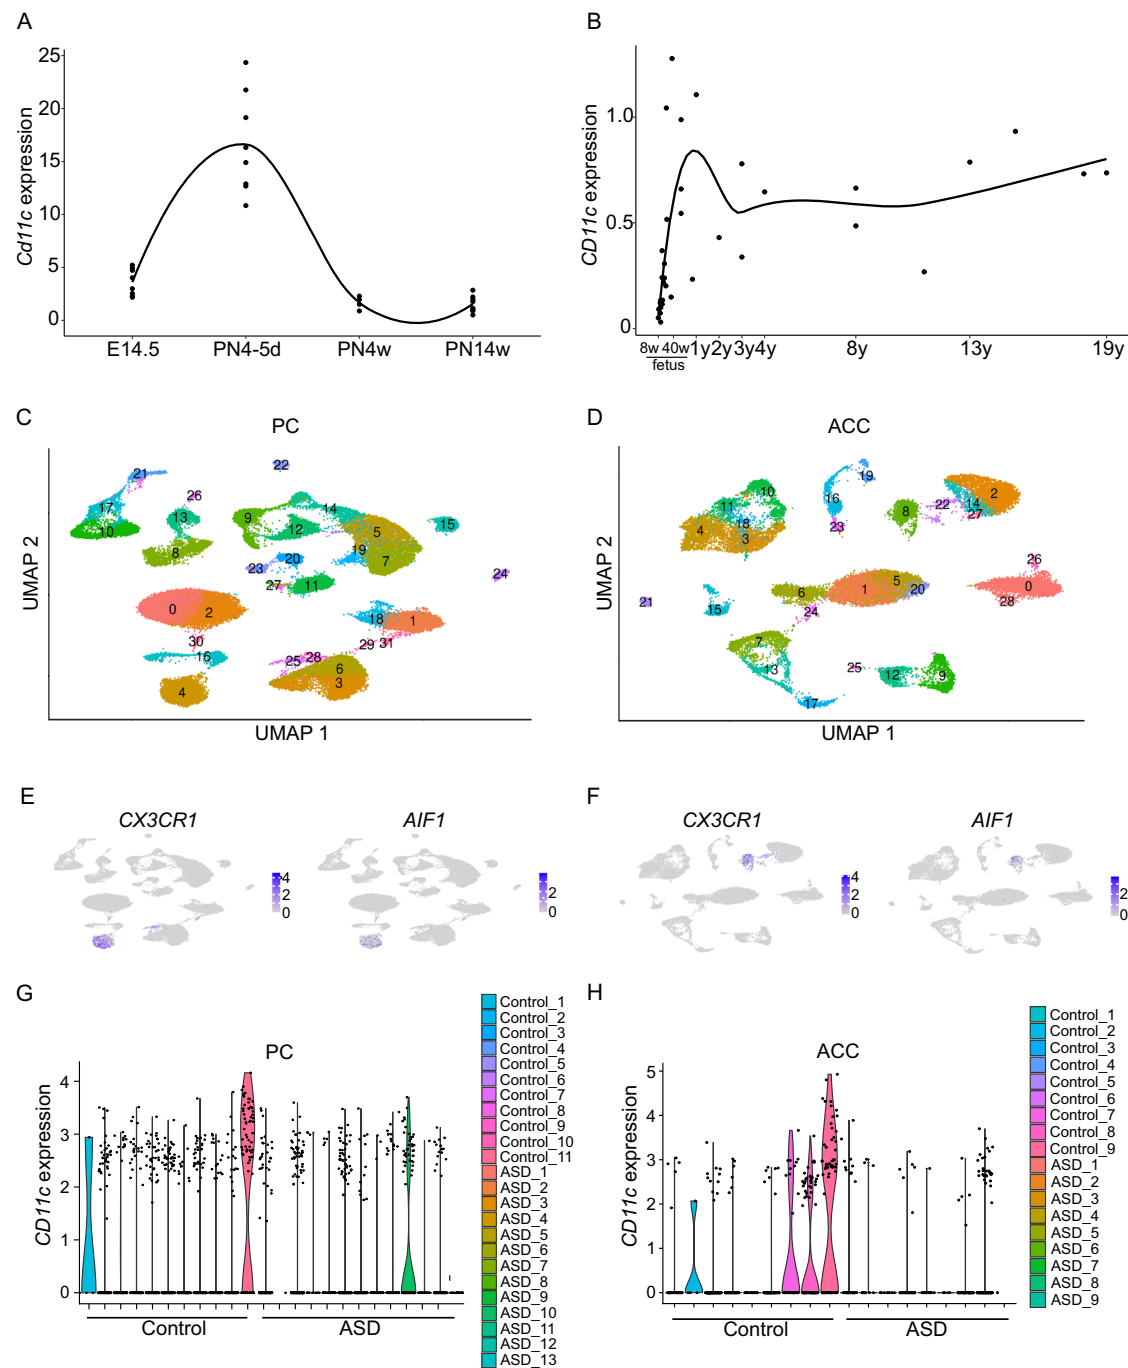 A
Cd11c expression
25
20
15
10
5
0
E14.5 PN4-5d PN4w PN14w
B
CD11c expression
1.0
0.5
0
8w 40w 1y 2y 3y 4y 8y 13y 19y
fetus
C
PC
UMAP 2
21
22
26
17
10
13
8
9
14
12
5
15
19
7
20
23
27
11
24
0
2
18
1
30
29
31
16
25
28
6
3
4
UMAP 1
D
ACC
UMAP 2
19
10
16
2
11
14
4
18
23
8
22
27
3
26
5
6
1
20
0
28
21
15
24
7
13
25
12
9
17
UMAP 1
E
CX3CR1
4
2
0
AIF1
2
0
F
CX3CR1
4
2
0
AIF1
2
0
G
PC
CD11c expression
4
3
2
1
0
Control ASD
Control_1
Control_2
Control_3
Control_4
Control_5
Control_6
Control_7
Control_8
Control_9
Control_10
Control_11
ASD_1
ASD_2
ASD_3
ASD_4
ASD_5
ASD_6
ASD_7
ASD_8
ASD_9
ASD_10
ASD_11
ASD_12
ASD_13
H
ACC
CD11c expression
5
4
3
2
1
0
Control ASD
Control_1
Control_2
Control_3
Control_4
Control_5
Control_6
Control_7
Control_8
Control_9
ASD_1
ASD_2
ASD_3
ASD_4
ASD_5
ASD_6
ASD_7
ASD_8
ASD_9